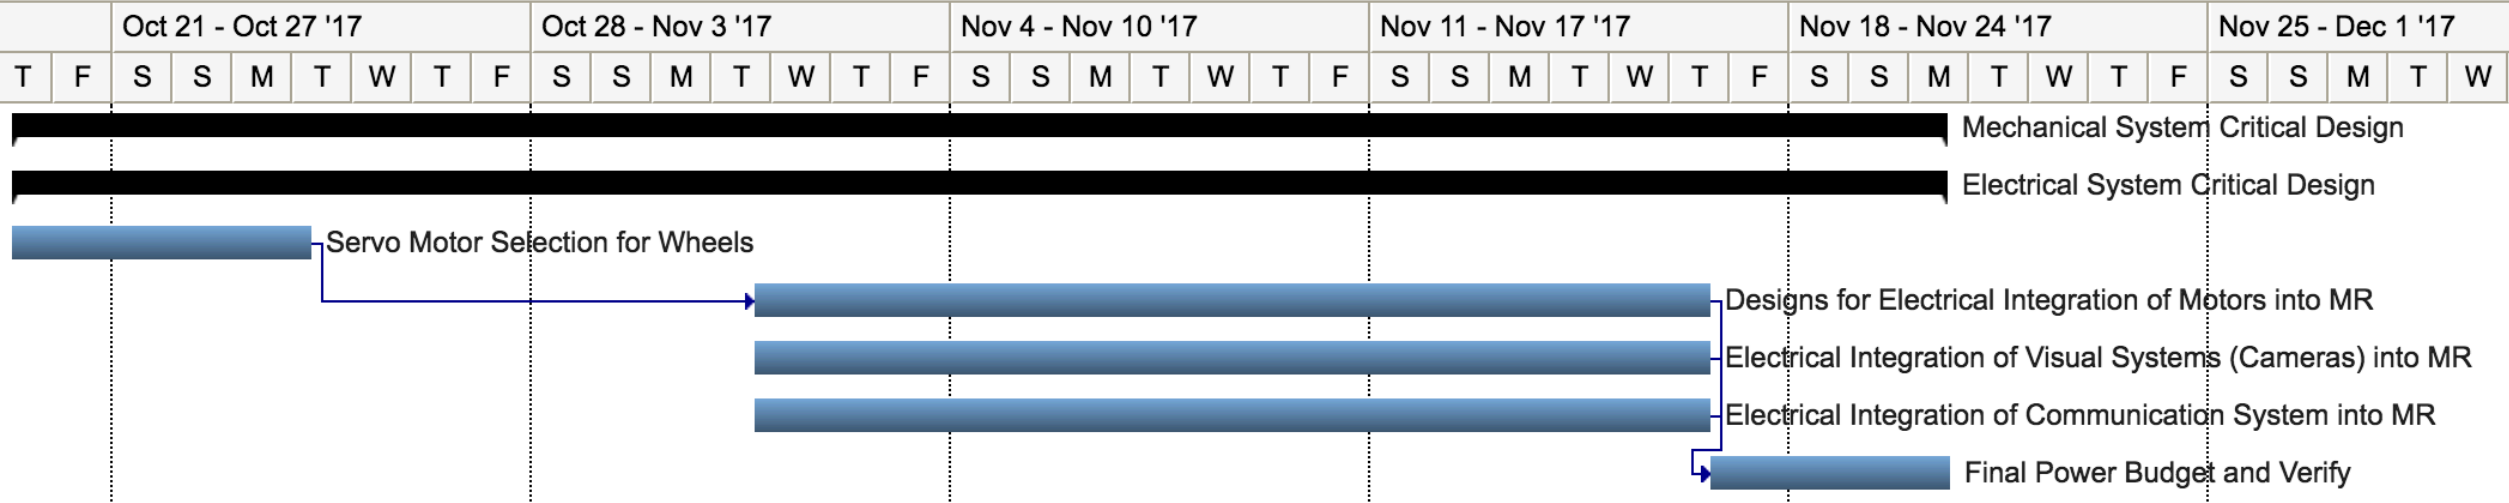 Oct 21 - Oct 27 '17 Oct 28 - Nov 3 '17 Nov 4 - Nov 10 '17 Nov 11 - Nov 17 '17 Nov 18 - Nov 24 '17 Nov 25 - Dec 1 '17
T F S S M T W T F S S M T W T F S S M T W T F S S M T W T F S S M T W T F S S M T W
Mechanical System Critical Design
Electrical System Critical Design
Servo Motor Selection for Wheels
Designs for Electrical Integration of Motors into MR
Electrical Integration of Visual Systems (Cameras) into MR
Electrical Integration of Communication System into MR
Final Power Budget and Verify